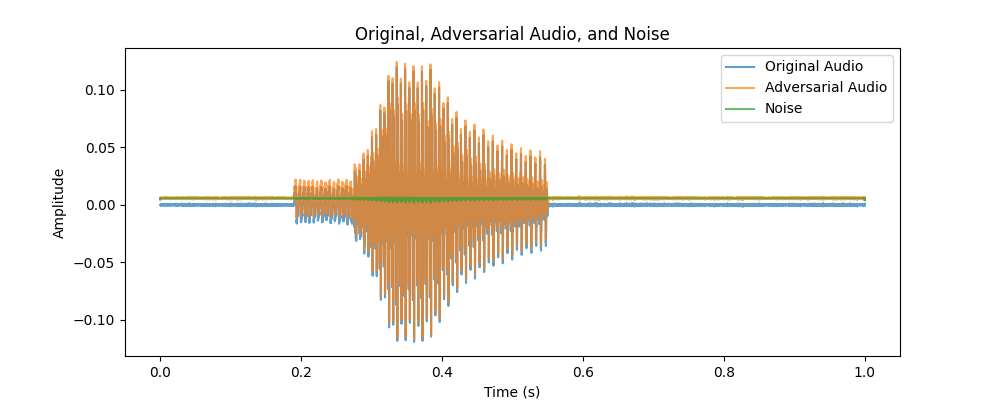 Original, Adversarial Audio, and Noise
Original Audio
Adversarial Audio
Noise
Amplitude
0.10
0.05
0.00
−0.05
−0.10
0.0
0.2
0.4
0.6
0.8
1.0
Time (s)